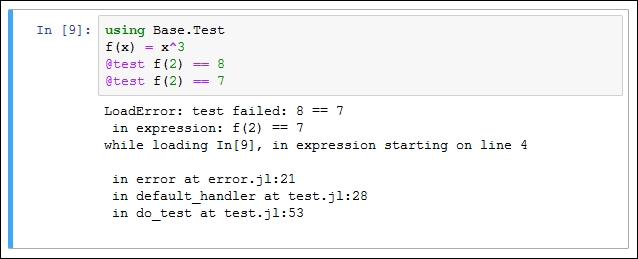 In [9]: using Base.Test
f(x) = x^3
@test f(2) == 8
@test f(2) == 7
LoadError: test failed: 8 == 7
 in expression: f(2) == 7
while loading In[9], in expression starting on line 4
 in error at error.jl:21
 in default_handler at test.jl:28
 in do_test at test.jl:53